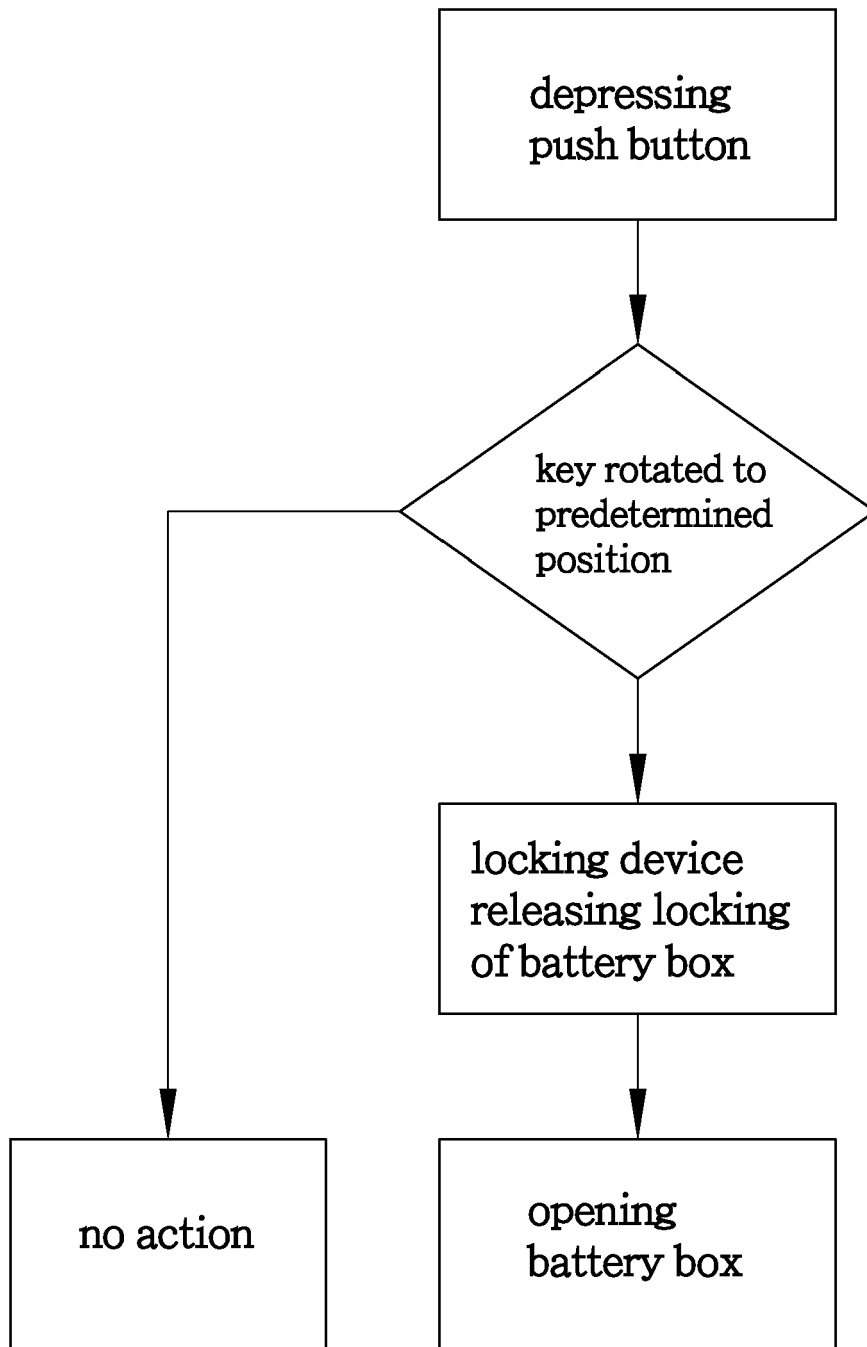 depressing
push button
key rotated to
predetermined
position
locking device
releasing locking
of battery box
no action
opening
battery box